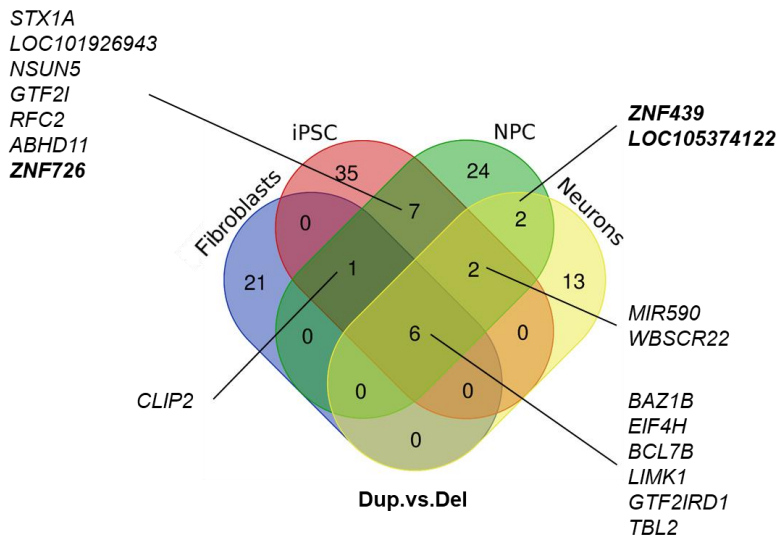 STX1A
LOC101926943
NSUN5
GTF2I
RFC2
ABHD11
ZNF726
iPSC
NPC
Fibroblasts
Neurons
ZNF439
LOC105374122
35
24
0
7
2
21
1
2
13
0
6
0
0
0
0
MIR590
WBSCR22
CLIP2
BAZ1B
EIF4H
BCL7B
LIMK1
GTF2IRD1
TBL2
Dup.vs.Del